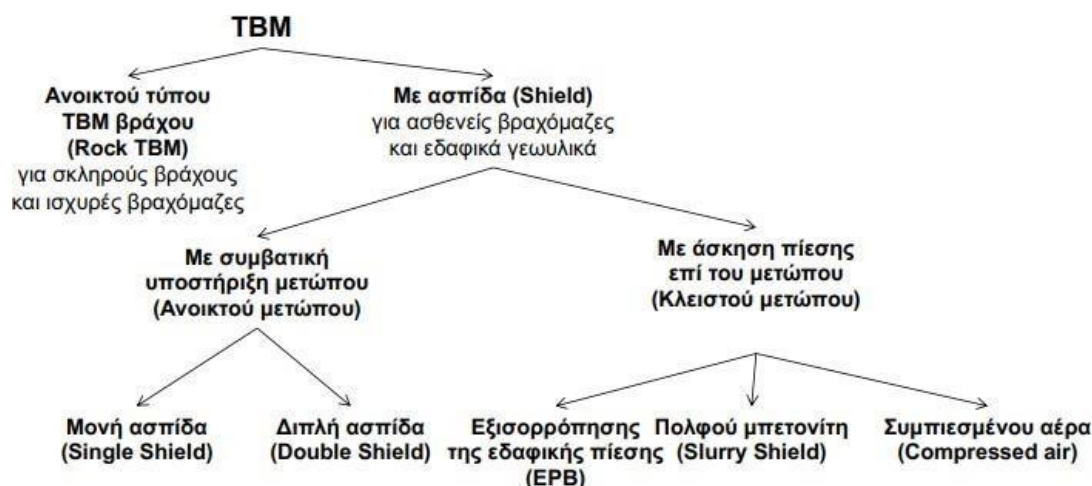 TBM
Ανοικτού τύπου
TBM βράχου
(Rock TBM)
για σκληρούς βράχους
και ισχυρές βραχόμαζες
Με ασπίδα (Shield)
για ασθενείς βραχόμαζες
και εδαφικά γεωυλικά
Με συμβατική
υποστήριξη μετώπου
(Ανοικτού μετώπου)
Με άσκηση πίεσης
επί του μετώπου
(Κλειστού μετώπου)
Μονή ασπίδα
(Single Shield)
Διπλή ασπίδα
(Double Shield)
Εξισορρόπησης
της εδαφικής πίεσης
(EPB)
Πολφού μπετονίτη
(Slurry Shield)
Συμπιεσμένου αέρα
(Compressed air)